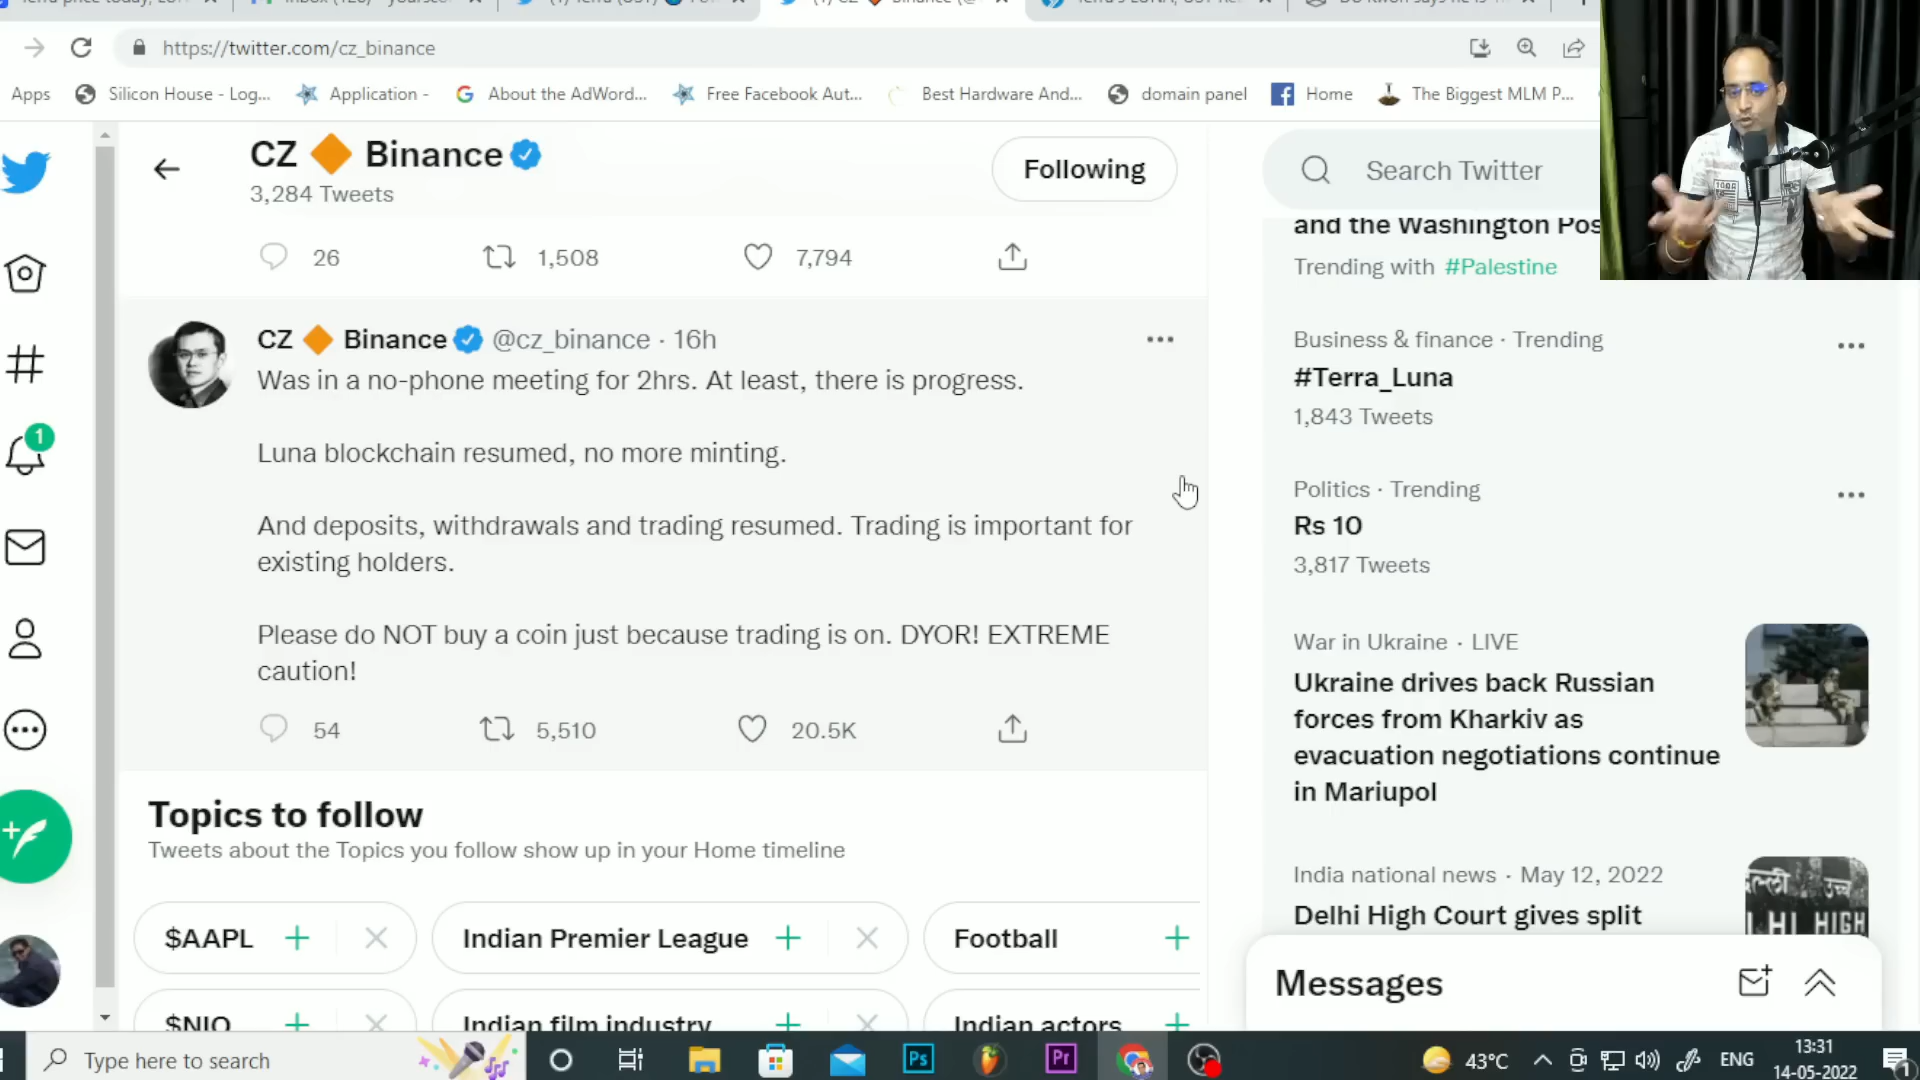 https://twitter.com/cz_binance
Apps
Silicon House - Log...
Application -
About the AdWord...
Free Facebook Aut...
Best Hardware And...
domain panel
Home
The Biggest MLM P...
CZ 🔶 Binance
3,284 Tweets
Following
26
1,508
7,794
CZ 🔶 Binance @cz_binance · 16h
Was in a no-phone meeting for 2hrs. At least, there is progress.
Luna blockchain resumed, no more minting.
And deposits, withdrawals and trading resumed. Trading is important for
existing holders.
Please do NOT buy a coin just because trading is on. DYOR! EXTREME
caution!
54
5,510
20.5K
Topics to follow
Tweets about the Topics you follow show up in your Home timeline
$AAPL
Indian Premier League
Football
$NIO
Indian film industry
Indian actors
1
Search Twitter
and the Washington Pos
Trending with #Palestine
Business & finance · Trending
#Terra_Luna
1,843 Tweets
Politics · Trending
Rs 10
3,817 Tweets
War in Ukraine · LIVE
Ukraine drives back Russian
forces from Kharkiv as
evacuation negotiations continue
in Mariupol
India national news · May 12, 2022
Delhi High Court gives split
Messages
Type here to search
Ps
Pr
43°C
ENG
13:31
14-05-2022
1